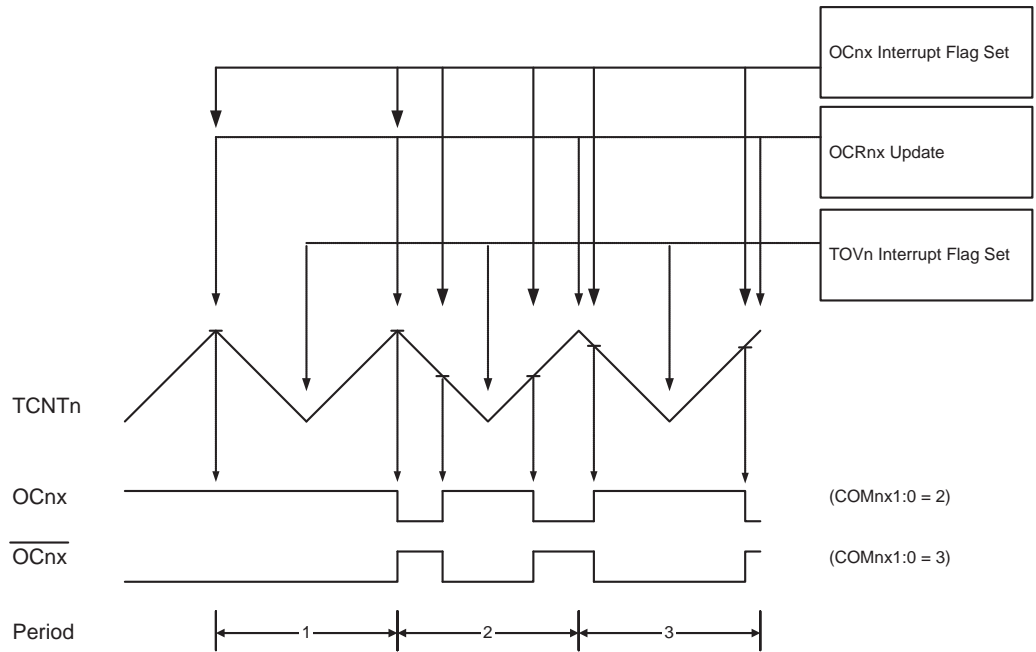 OCnx Interrupt Flag Set
OCRnx Update
TOVn Interrupt Flag Set
TCNTn
OCnx
(COMnx1:0 = 2)
OCnx
(COMnx1:0 = 3)
Period
1
2
3